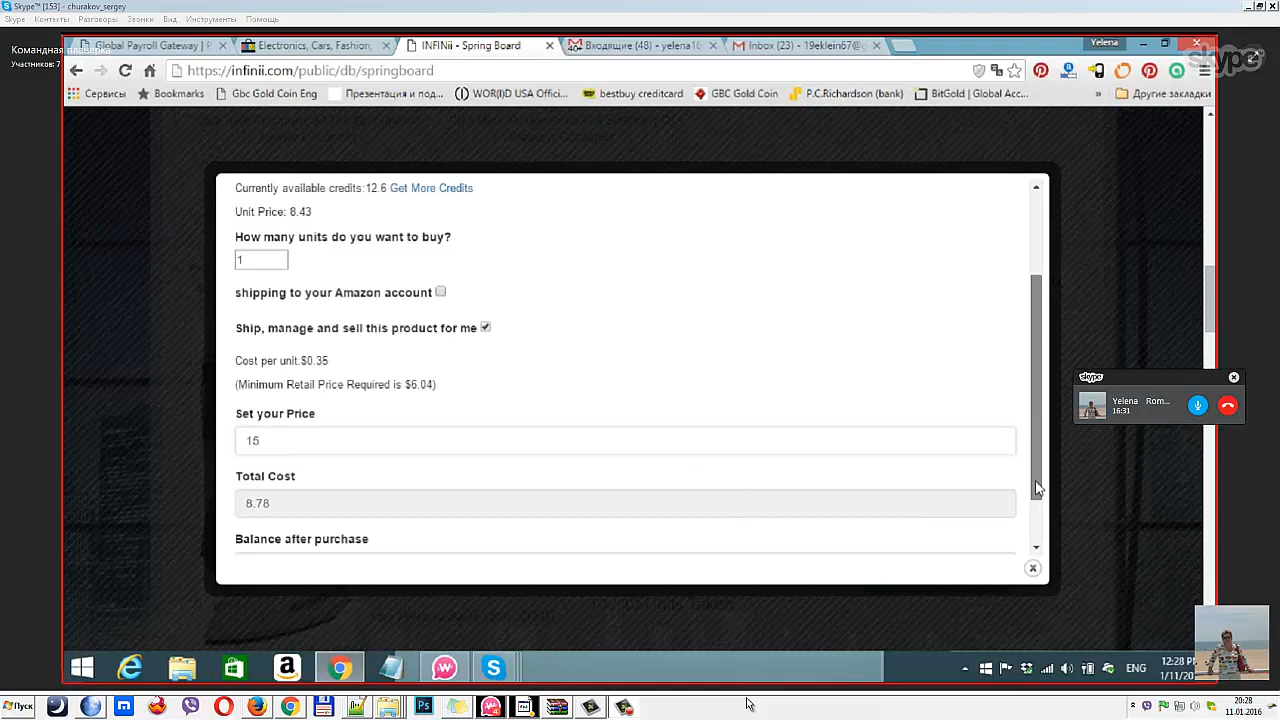 Skype™ [153] - churakov_sergey
Skype Контакты Разговоры Звонки Вид Инструменты Помощь
Командная
Участников: 7
Global Payroll Gateway | P
Electronics, Cars, Fashion,
INFINii - Spring Board
Входящие (48) - yelena16
Inbox (23) - 19eklein67@g
Yelena
https://infinii.com/public/db/springboard
skype
Сервисы
Bookmarks
Gbc Gold Coin Eng
Презентация и под...
WOR(l)D USA Offici...
bestbuy creditcard
GBC Gold Coin
P.C.Richardson (bank)
BitGold | Global Acc...
»
Другие закладки
Currently available credits:12.6 Get More Credits
Unit Price: 8.43
How many units do you want to buy?
1
shipping to your Amazon account
Ship, manage and sell this product for me
Cost per unit:$0.35
(Minimum Retail Price Required is $6.04)
Set your Price
15
Total Cost
8.78
Balance after purchase
skype
Yelena Rom...
16:31
ENG
12:28 PM
1/11/20
Пуск
20:28
11.01.2016